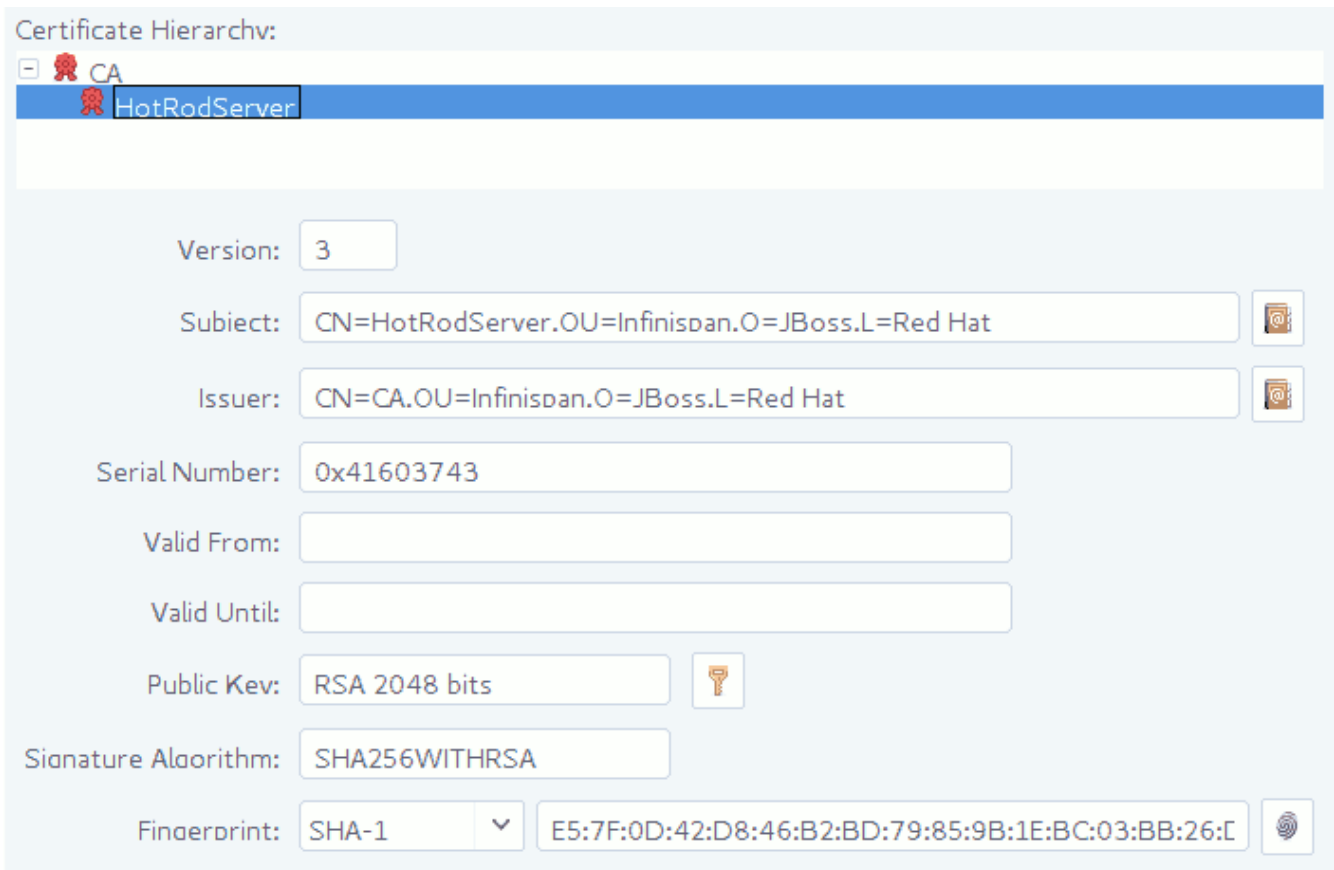 Certificate Hierarchy:
CA
HotRodServer
Version: 3
Subject: CN=HotRodServer,OU=Infinispan,O=JBoss,L=Red Hat
Issuer: CN=CA,OU=Infinispan,O=JBoss,L=Red Hat
Serial Number: 0x41603743
Valid From:
Valid Until:
Public Key: RSA 2048 bits
Signature Algorithm: SHA256WITHRSA
Fingerprint: SHA-1 E5:7F:0D:42:D8:46:B2:BD:79:85:9B:1E:BC:03:BB:26: